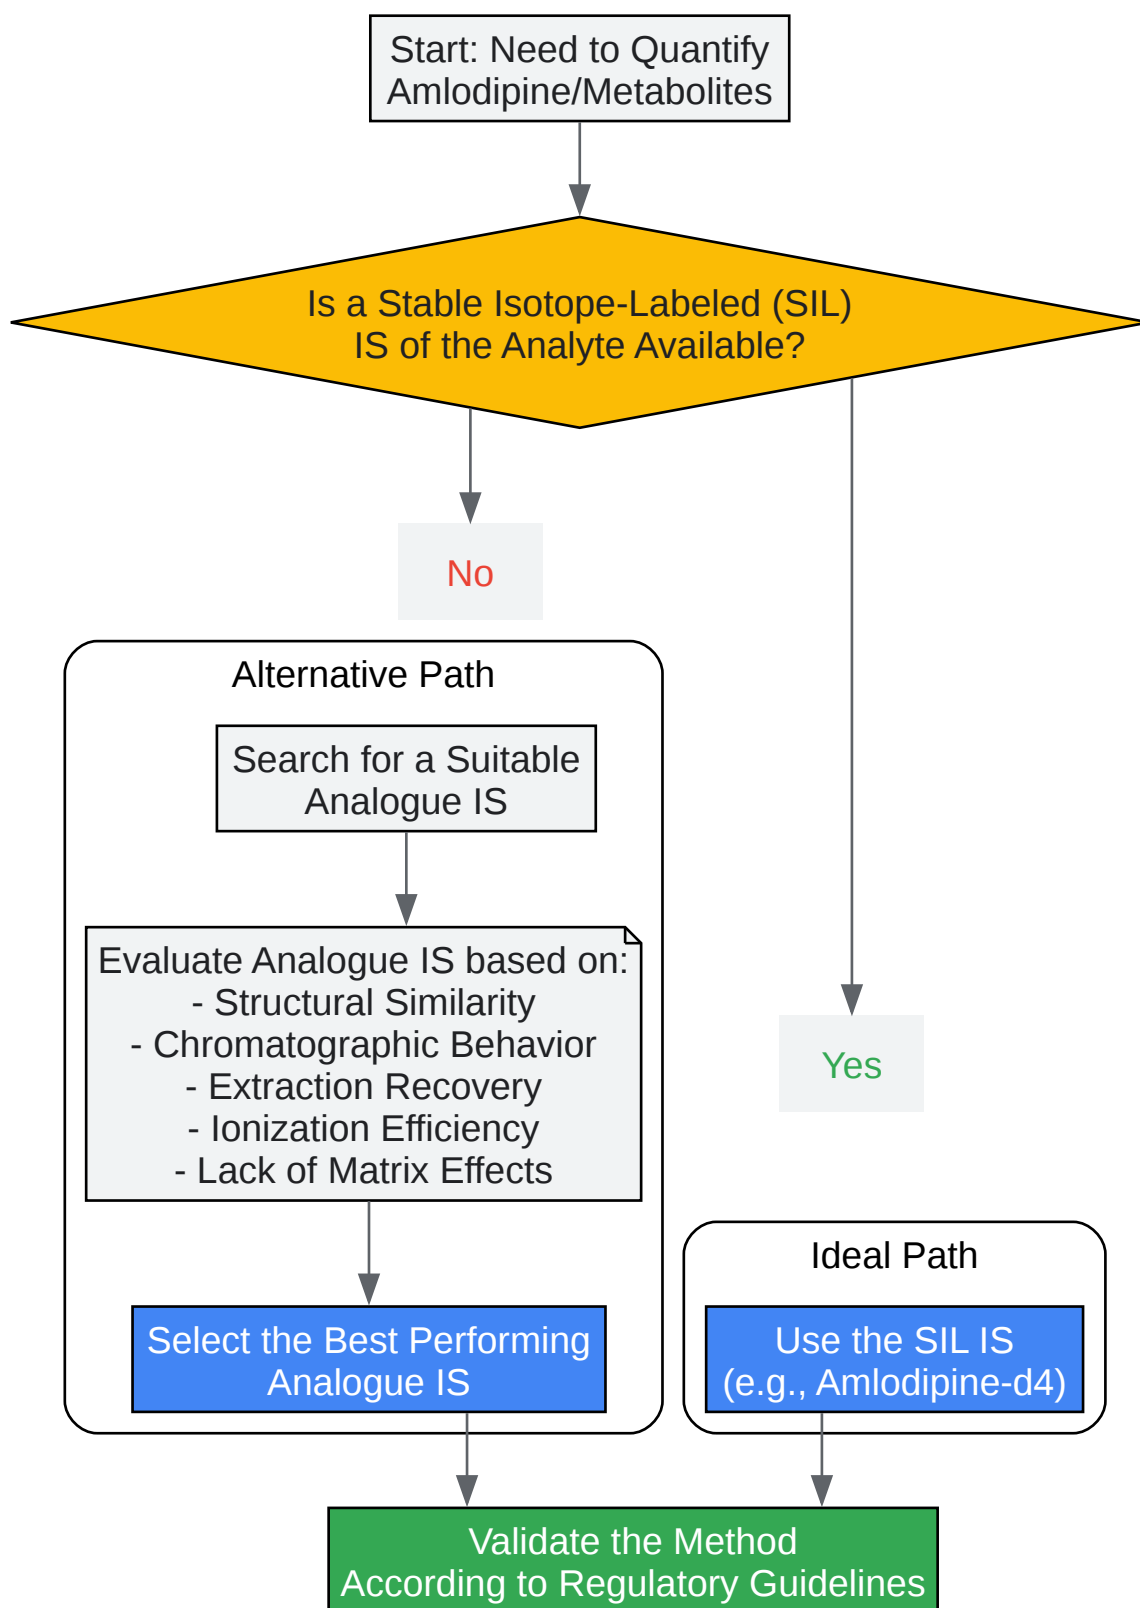 Start: Need to Quantify
Amlodipine/Metabolites
Is a Stable Isotope-Labeled (SIL)
IS of the Analyte Available?
No
Alternative Path
Search for a Suitable
Analogue IS
Evaluate Analogue IS based on:
- Structural Similarity
- Chromatographic Behavior
- Extraction Recovery
- Ionization Efficiency
- Lack of Matrix Effects
Select the Best Performing
Analogue IS
Yes
Ideal Path
Use the SIL IS
(e.g., Amlodipine-d4)
Validate the Method
According to Regulatory Guidelines